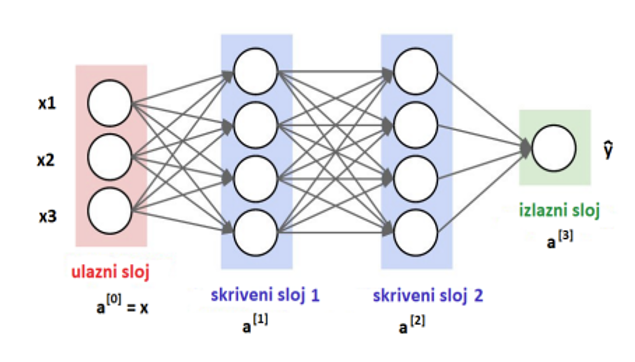 x1
x2
x3
ulazni sloj
a[0] = x
skriveni sloj 1
a[1]
skriveni sloj 2
a[2]
ŷ
izlazni sloj
a[3]